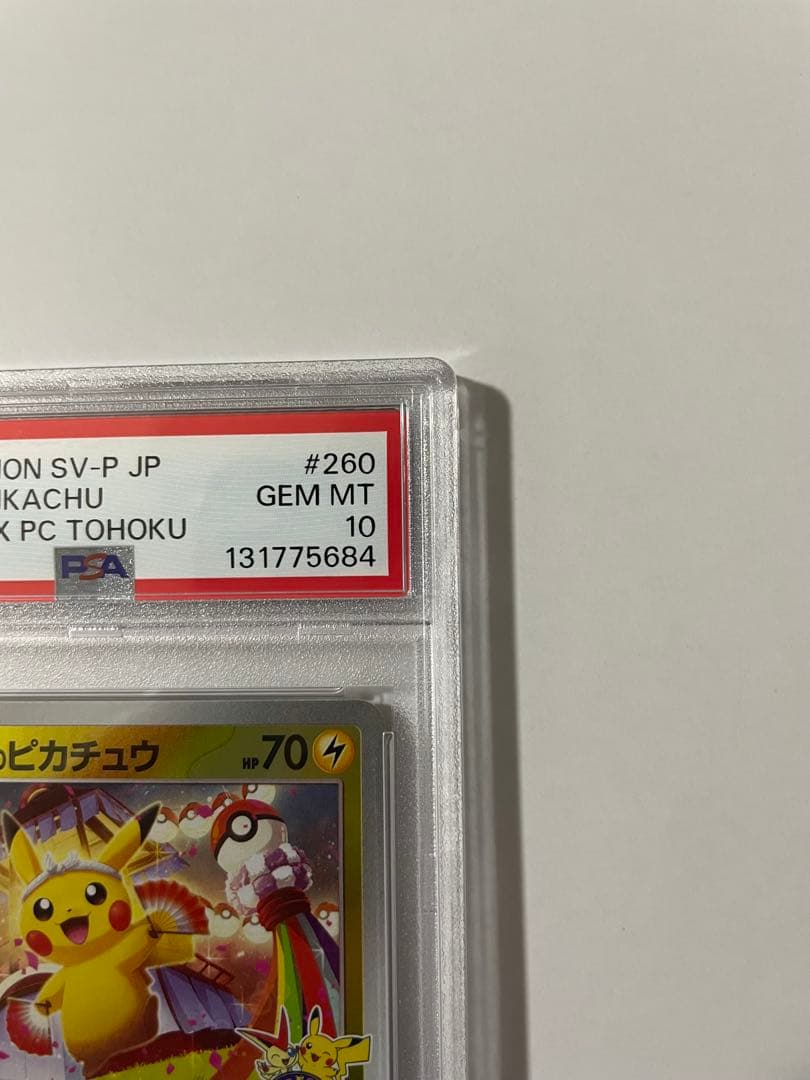 ION SV-P JP #260
IKACHU GEM MT
X PC TOHOKU 10
PSA 131775684
ピカチュウ HP70